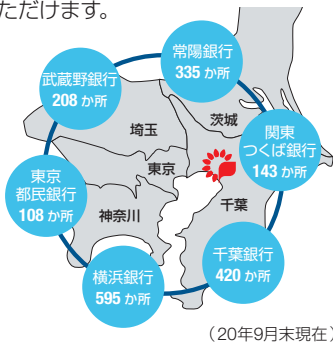 ただけます。
常陽銀行
335か所
武蔵野銀行
208か所
茨城
埼玉
関東
つくば銀行
143か所
東京
東京
都民銀行
108か所
千葉
神奈川
千葉銀行
420か所
横浜銀行
595か所
（20年9月末現在）